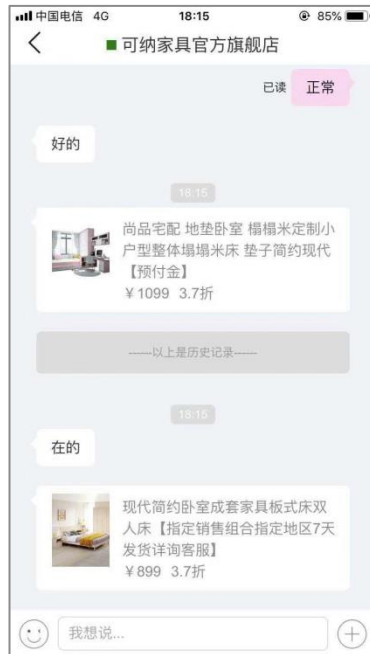 中国电信 4G 18:15 85%
可纳家具官方旗舰店
已读 正常
好的
18:15
尚品宅配 地垫卧室 榻榻米定制小
户型整体塌塌米床 垫子简约现代
【预付金】
¥1099 3.7折
-----以上是历史记录-----
18:15
在的
现代简约卧室成套家具板式床双
人床【指定销售组合指定地区7天
发货详询客服】
¥899 3.7折
我想说...